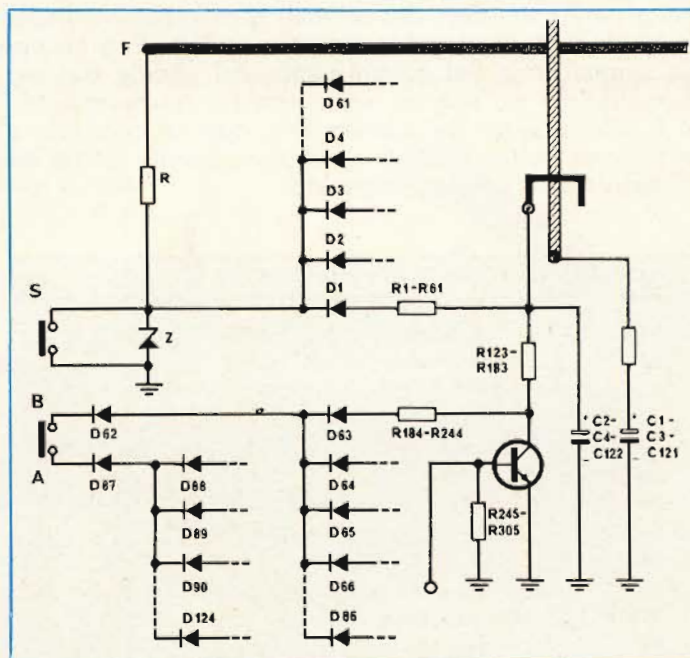 F
D61
R
D4
D3
D2
S
D1
R1-R61
Z
R123-
R183
B
D62
D63
R184-R244
C2-
C4-
C122
C1-
C3-
C121
A
D87
D88
D64
R245-
R305
D89
D65
D90
D66
D124
D86